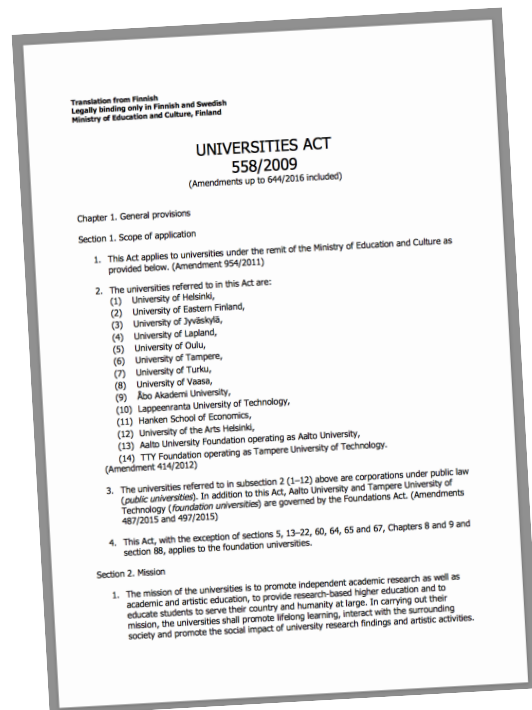 Translation from Finnish
Legally binding only in Finnish and Swedish
Ministry of Education and Culture, Finland
UNIVERSITIES ACT
558/2009
(Amendments up to 644/2016 included)
Chapter 1. General provisions
Section 1. Scope of application
1. This Act applies to universities under the remit of the Ministry of Education and Culture as
provided below. (Amendment 954/2011)
2. The universities referred to in this Act are:
(1) University of Helsinki,
(2) University of Eastern Finland,
(3) University of Jyväskylä,
(4) University of Lapland,
(5) University of Oulu,
(6) University of Tampere,
(7) University of Turku,
(8) University of Vaasa,
(9) Åbo Akademi University,
(10) Lappeenranta University of Technology,
(11) Hanken School of Economics,
(12) University of the Arts Helsinki,
(13) Aalto University Foundation operating as Aalto University,
(14) TTY Foundation operating as Tampere University of Technology.
(Amendment 414/2012)
3. The universities referred to in subsection 2 (1–12) above are corporations under public law
(public universities). In addition to this Act, Aalto University and Tampere University of
Technology (foundation universities) are governed by the Foundations Act. (Amendments
487/2015 and 497/2015)
4. This Act, with the exception of sections 5, 13–22, 60, 64, 65 and 67, Chapters 8 and 9 and
section 88, applies to the foundation universities.
Section 2. Mission
1. The mission of the universities is to promote independent academic research as well as
academic and artistic education, to provide research-based higher education and to
educate students to serve their country and humanity at large. In carrying out their
mission, the universities shall promote lifelong learning, interact with the surrounding
society and promote the social impact of university research findings and artistic activities.